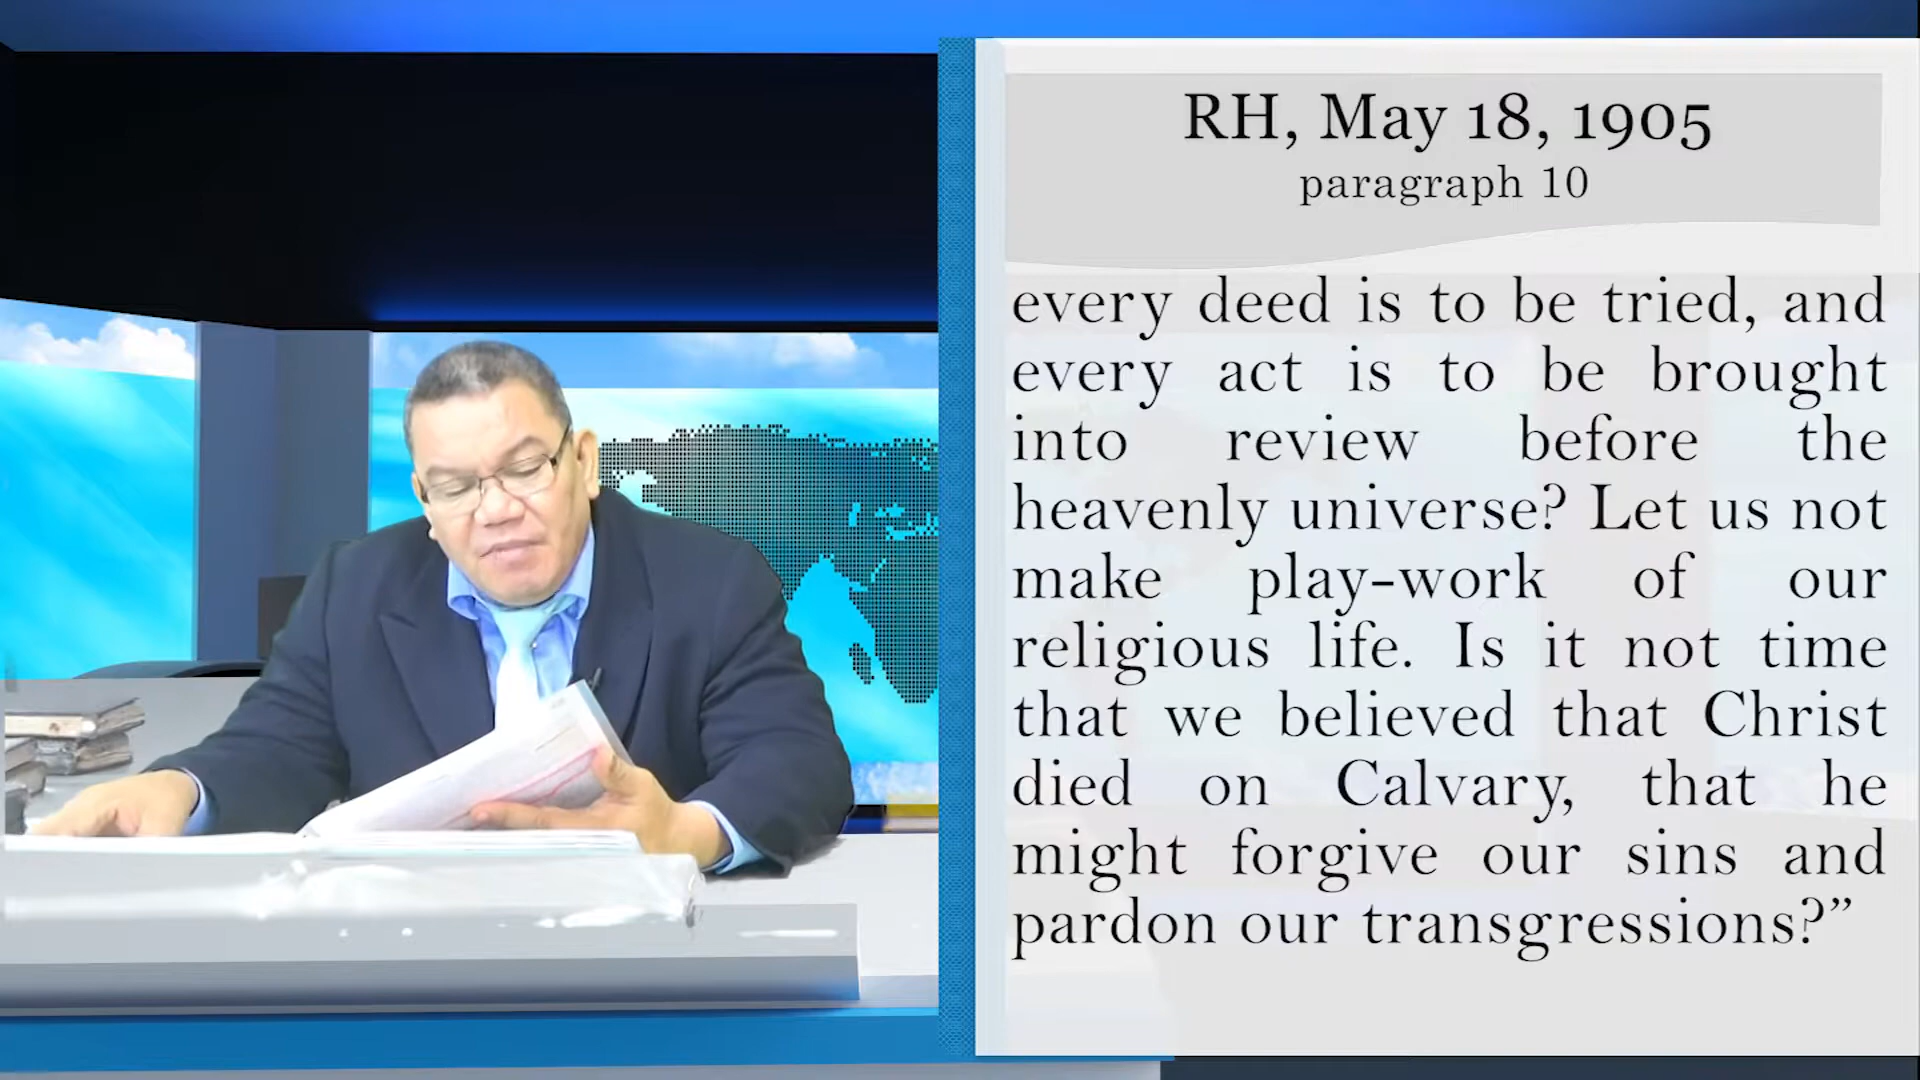 RH, May 18, 1905
paragraph 10
every deed is to be tried, and
every act is to be brought
into review before the
heavenly universe? Let us not
make play-work of our
religious life. Is it not time
that we believed that Christ
died on Calvary, that he
might forgive our sins and
pardon our transgressions?”